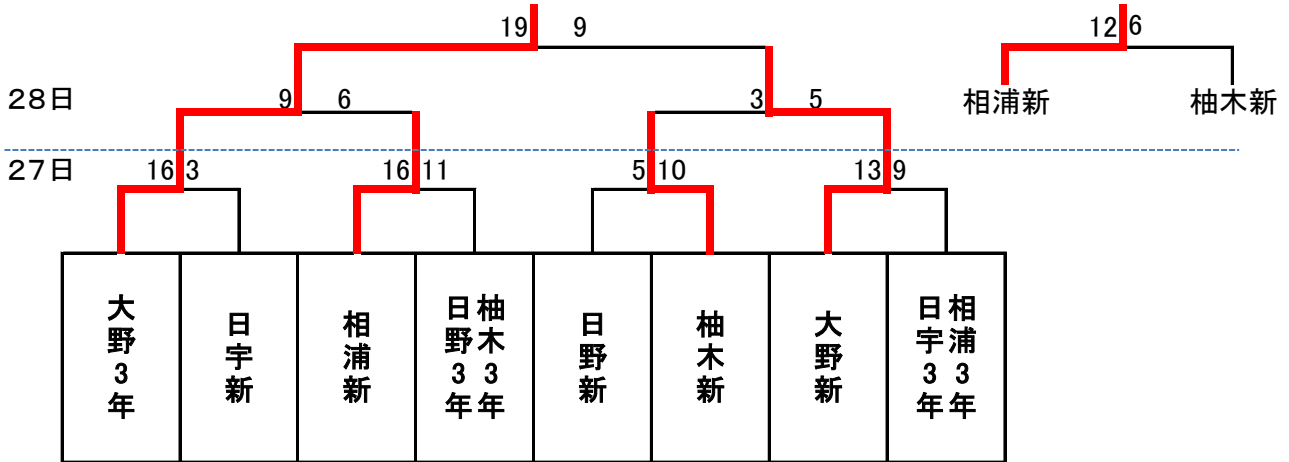 19 9
12 6
28日
9 6
3 5
相浦新
柚木新
27日
16 3
16 11
5 10
13 9
大野3年
日宇新
相浦新
柚木3年
日野3年
日野新
柚木新
大野新
相浦3年
日宇3年